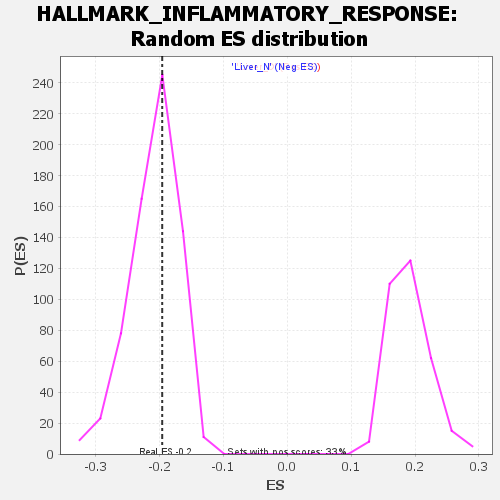 HALLMARK_INFLAMMATORY_RESPONSE:
Random ES distribution
'Liver_N' (Neg ES))
P(ES)
240
220
200
180
160
140
120
100
80
60
40
20
0
Real ES -0.2
Sets with pos scores: 33%
-0.3 -0.2 -0.1 0.0 0.1 0.2 0.3
ES